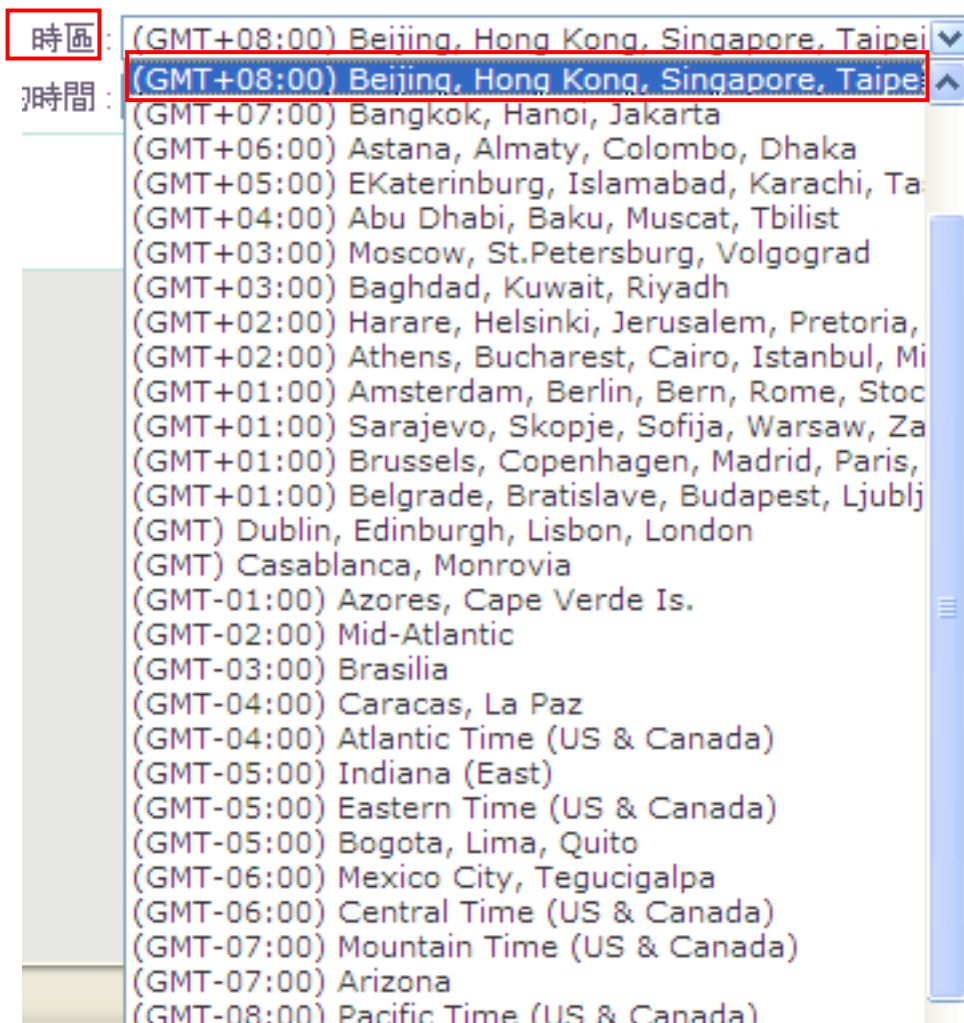 時區 : (GMT+08:00) Beijing, Hong Kong, Singapore, Taipei
(GMT+08:00) Beijing, Hong Kong, Singapore, Taipe
時間 :
(GMT+07:00) Bangkok, Hanoi, Jakarta
(GMT+06:00) Astana, Almaty, Colombo, Dhaka
(GMT+05:00) EKaterinburg, Islamabad, Karachi, Ta
(GMT+04:00) Abu Dhabi, Baku, Muscat, Tbilist
(GMT+03:00) Moscow, St.Petersburg, Volgograd
(GMT+03:00) Baghdad, Kuwait, Riyadh
(GMT+02:00) Harare, Helsinki, Jerusalem, Pretoria,
(GMT+02:00) Athens, Bucharest, Cairo, Istanbul, Mi
(GMT+01:00) Amsterdam, Berlin, Bern, Rome, Stoc
(GMT+01:00) Sarajevo, Skopje, Sofija, Warsaw, Za
(GMT+01:00) Brussels, Copenhagen, Madrid, Paris,
(GMT+01:00) Belgrade, Bratislave, Budapest, Ljublj
(GMT) Dublin, Edinburgh, Lisbon, London
(GMT) Casablanca, Monrovia
(GMT-01:00) Azores, Cape Verde Is.
(GMT-02:00) Mid-Atlantic
(GMT-03:00) Brasilia
(GMT-04:00) Caracas, La Paz
(GMT-04:00) Atlantic Time (US & Canada)
(GMT-05:00) Indiana (East)
(GMT-05:00) Eastern Time (US & Canada)
(GMT-05:00) Bogota, Lima, Quito
(GMT-06:00) Mexico City, Tegucigalpa
(GMT-06:00) Central Time (US & Canada)
(GMT-07:00) Mountain Time (US & Canada)
(GMT-07:00) Arizona
(GMT-08:00) Pacific Time (US & Canada)